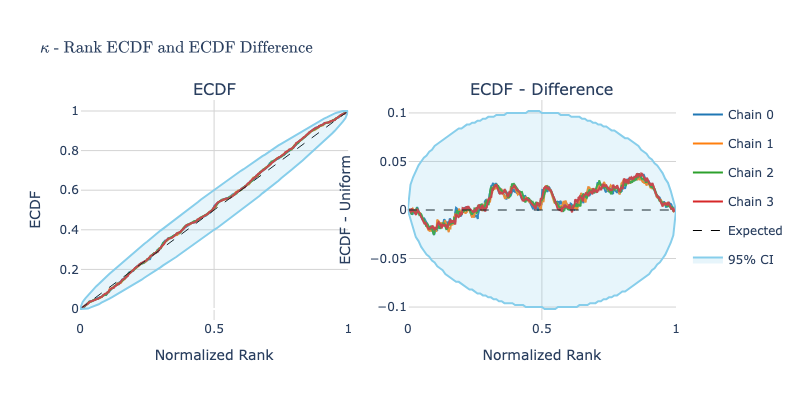 κ - Rank ECDF and ECDF Difference
ECDF
ECDF - Difference
1
0.8
0.6
0.4
0.2
0
ECDF
0
0.5
1
Normalized Rank
0.1
0.05
0
−0.05
−0.1
ECDF - Uniform
0
0.5
1
Normalized Rank
Chain 0
Chain 1
Chain 2
Chain 3
Expected
95% CI